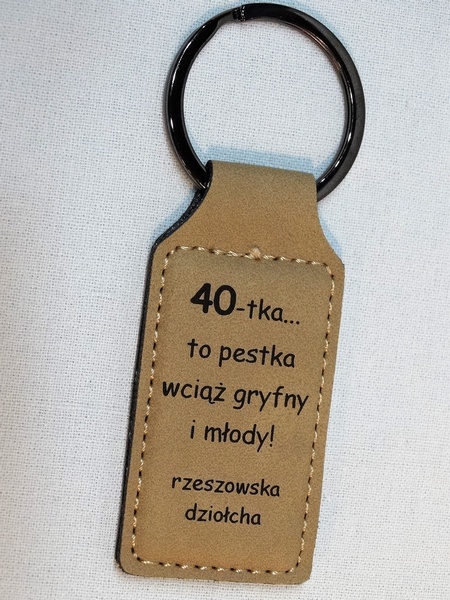 40-tka...
to pestka
wciąż gryfny
i młody!
rzeszowska
dziołcha